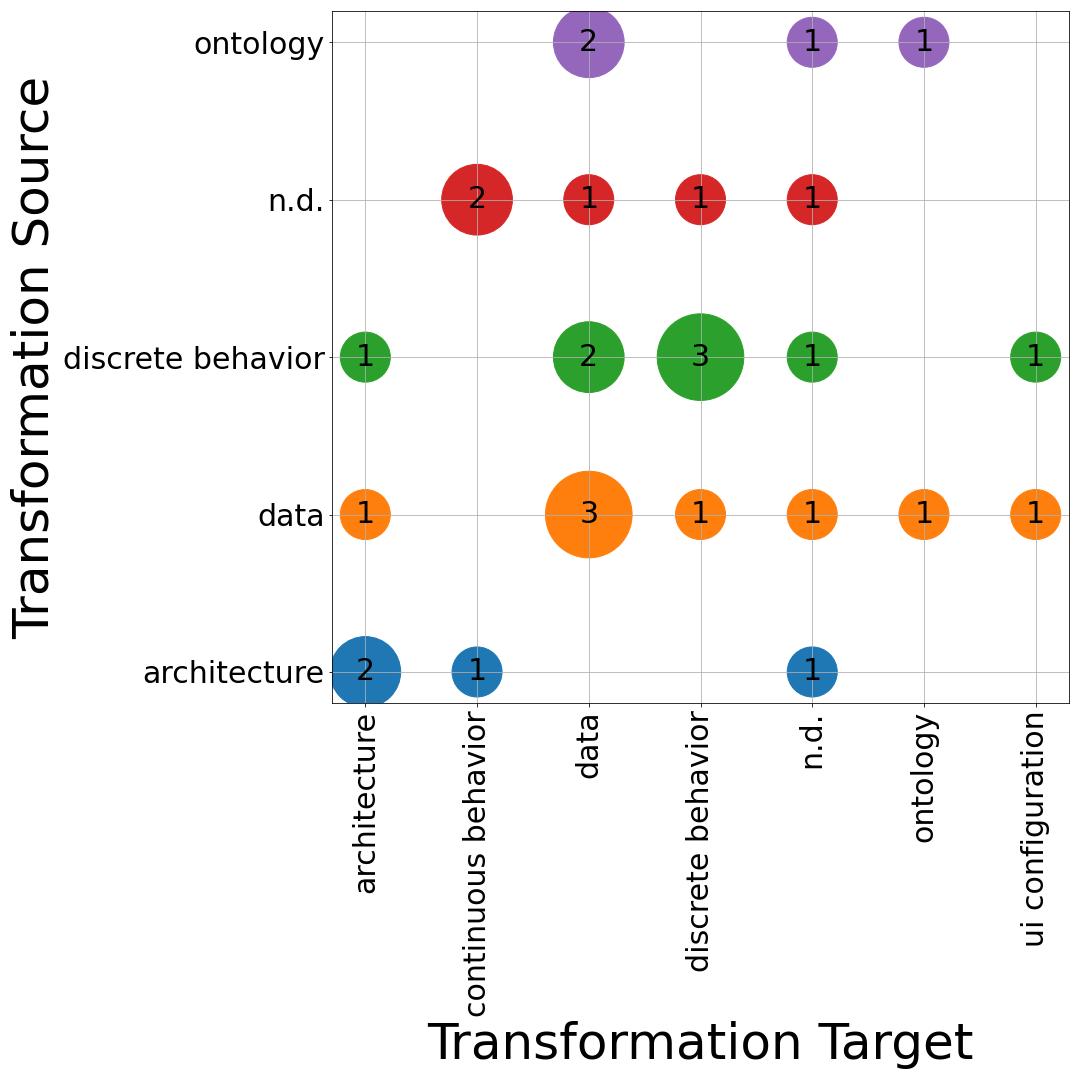 Transformation Source
ontology 2 1 1
n.d. 2 1 1 1
discrete behavior 1 2 3 1 1
data 1 3 1 1 1 1
architecture 2 1 1
architecture
continuous behavior
data
discrete behavior
n.d.
ontology
ui configuration
Transformation Target